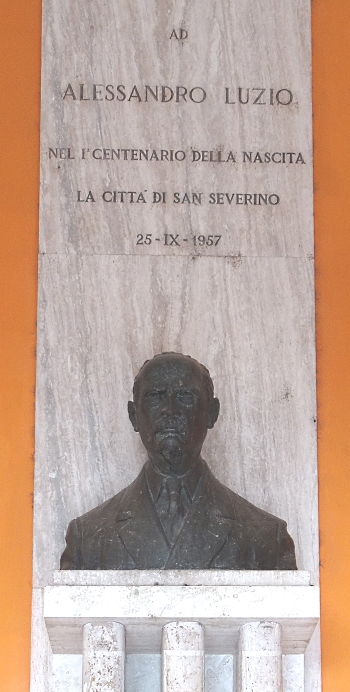 AD
ALESSANDRO LUZIO
NEL I° CENTENARIO DELLA NASCITA
LA CITTÀ DI SAN SEVERINO
25-IX-1957